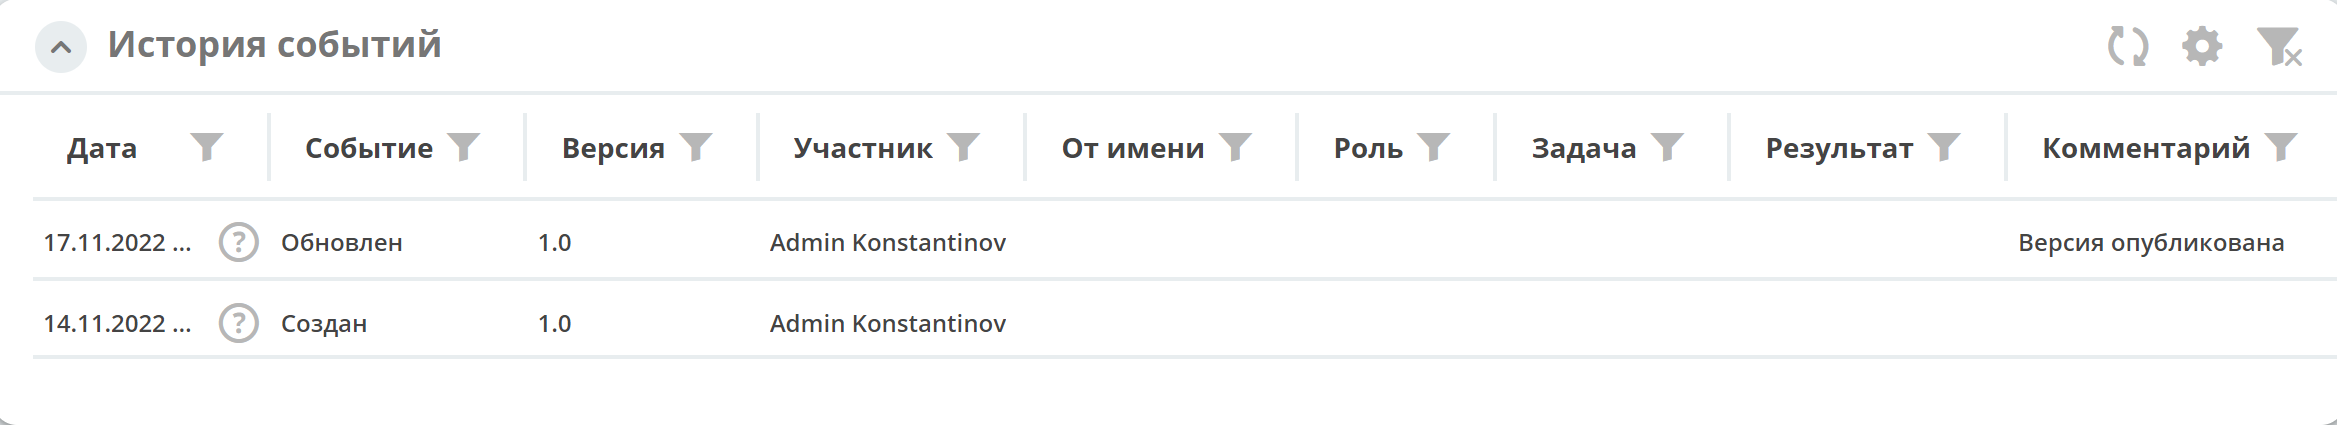 История событий
Дата Событие Версия Участник От имени Роль Задача Результат Комментарий
17.11.2022 ... ? Обновлен 1.0 Admin Konstantinov Версия опубликована
14.11.2022 ... ? Создан 1.0 Admin Konstantinov